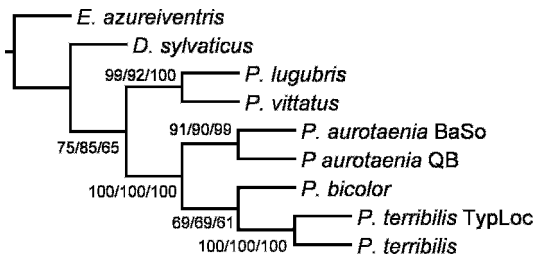 E. azureiventris
D. sylvaticus
99/92/100
P. lugubris
P. vittatus
75/85/65
91/90/99
P. aurotaenia BaSo
P aurotaenia QB
100/100/100
P. bicolor
69/69/61
P. terribilis TypLoc
100/100/100
P. terribilis